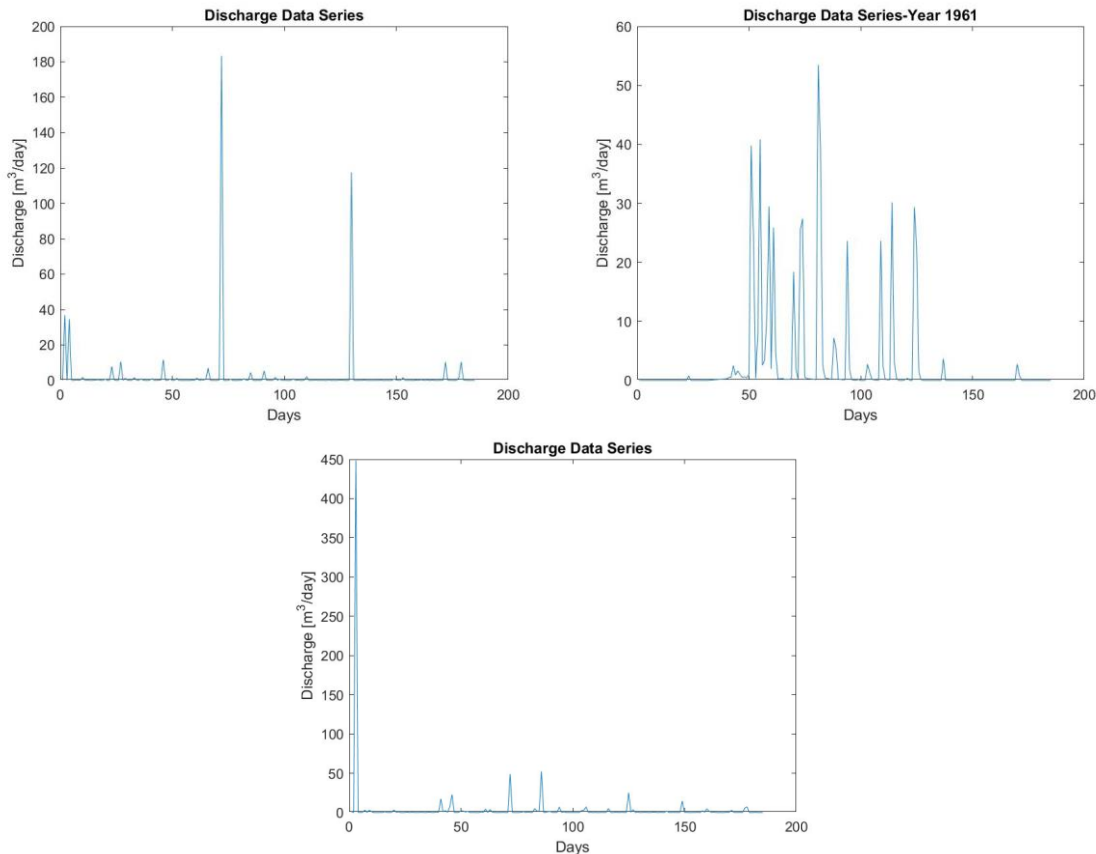 Discharge Data Series
200
180
160
140
120
100
80
60
40
20
0
Discharge [m³/day]
0 50 100 150 200
Days
Discharge Data Series-Year 1961
60
50
40
30
20
10
0
Discharge [m³/day]
0 50 100 150 200
Days
Discharge Data Series
450
400
350
300
250
200
150
100
50
0
Discharge [m³/day]
0 50 100 150 200
Days